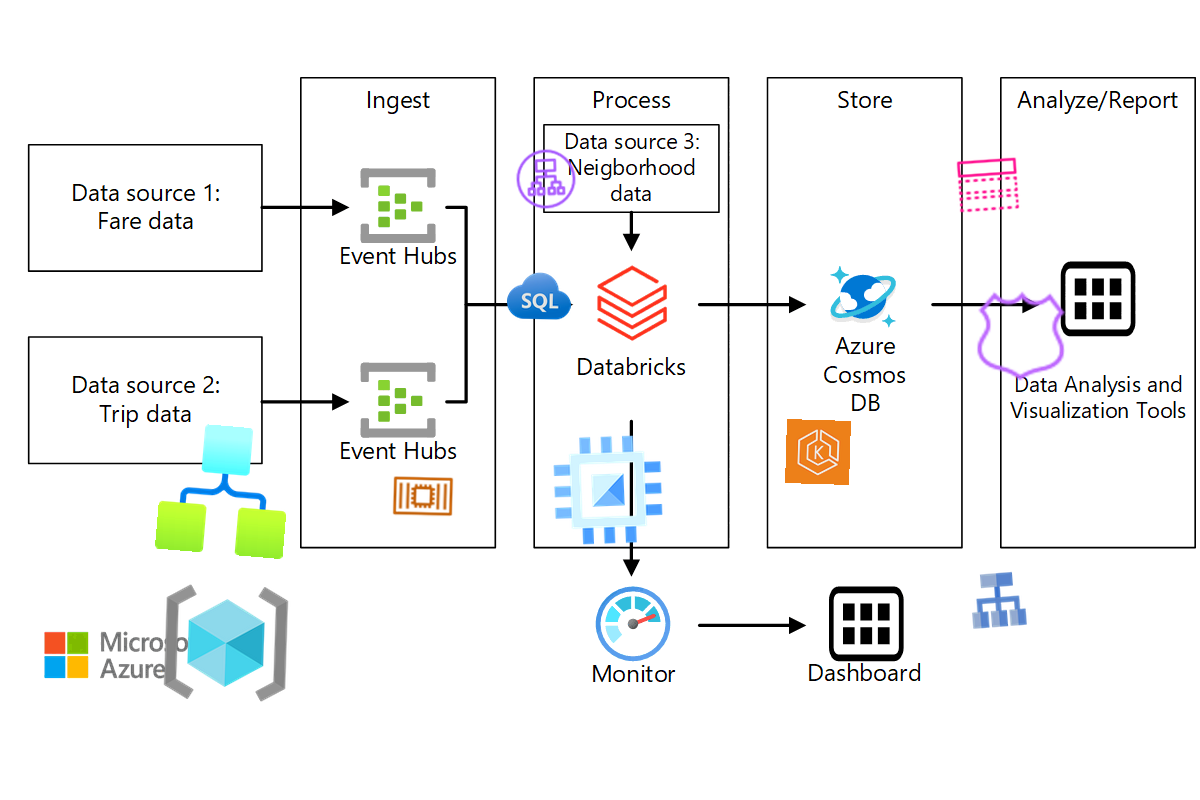 Ingest
Process
Store
Analyze/Report
Data source 1:
Fare data
Event Hubs
Data source 2:
Trip data
Event Hubs
Data source 3:
Neigborhood
data
SQL
Databricks
Azure
Cosmos
DB
K
Data Analysis and
Visualization Tools
Microso
Azure
Monitor
Dashboard